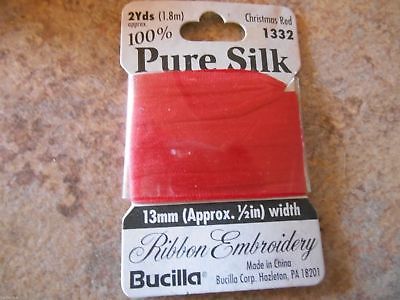 2Yds (1.8m) Christmas Red
approx. 1332
100%
Pure Silk
13mm (Approx. ½in) width
Ribbon Embroidery
Made in China
Bucilla® Bucilla Corp. Hazleton, PA 18201